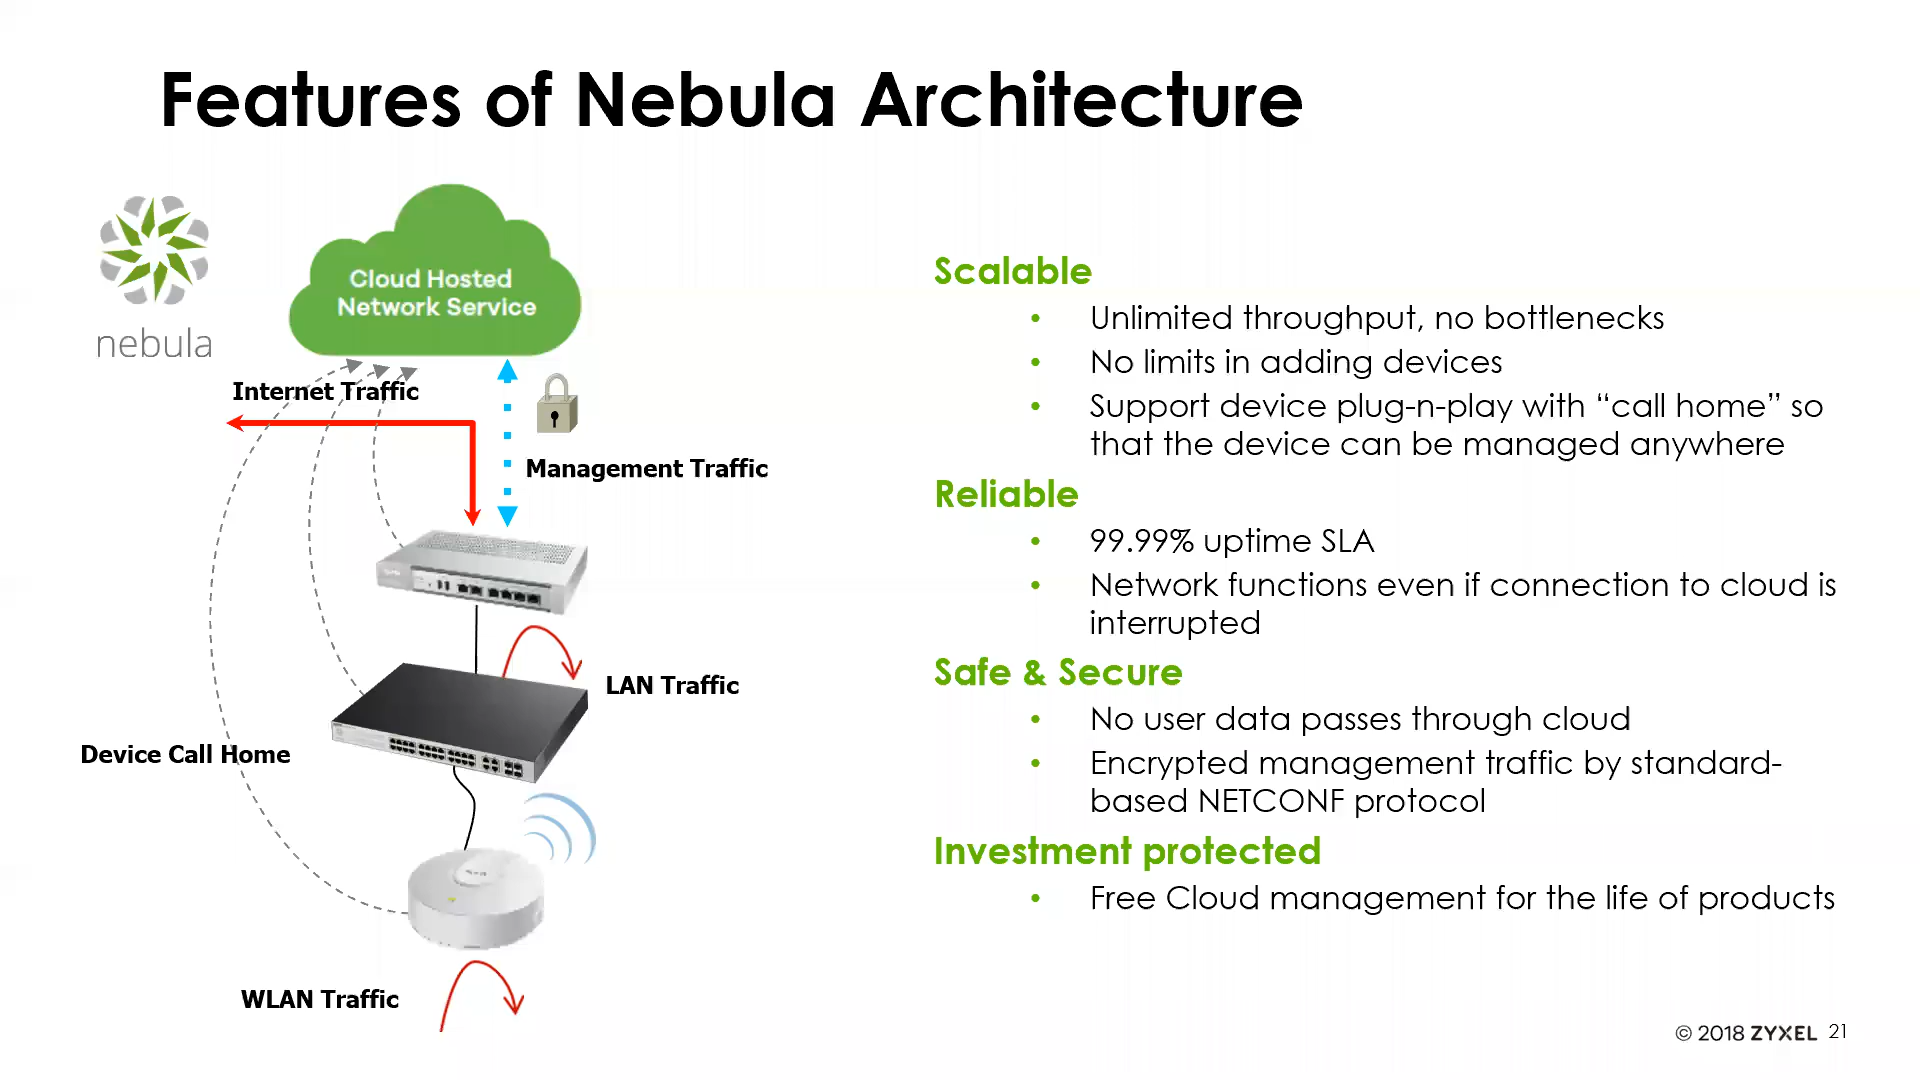 Features of Nebula Architecture
nebula
Cloud Hosted
Network Service
Internet Traffic
Management Traffic
LAN Traffic
Device Call Home
WLAN Traffic
Scalable
• Unlimited throughput, no bottlenecks
• No limits in adding devices
• Support device plug-n-play with “call home” so
that the device can be managed anywhere
Reliable
• 99.99% uptime SLA
• Network functions even if connection to cloud is
interrupted
Safe & Secure
• No user data passes through cloud
• Encrypted management traffic by standard-
based NETCONF protocol
Investment protected
• Free Cloud management for the life of products
© 2018 ZYXEL 21